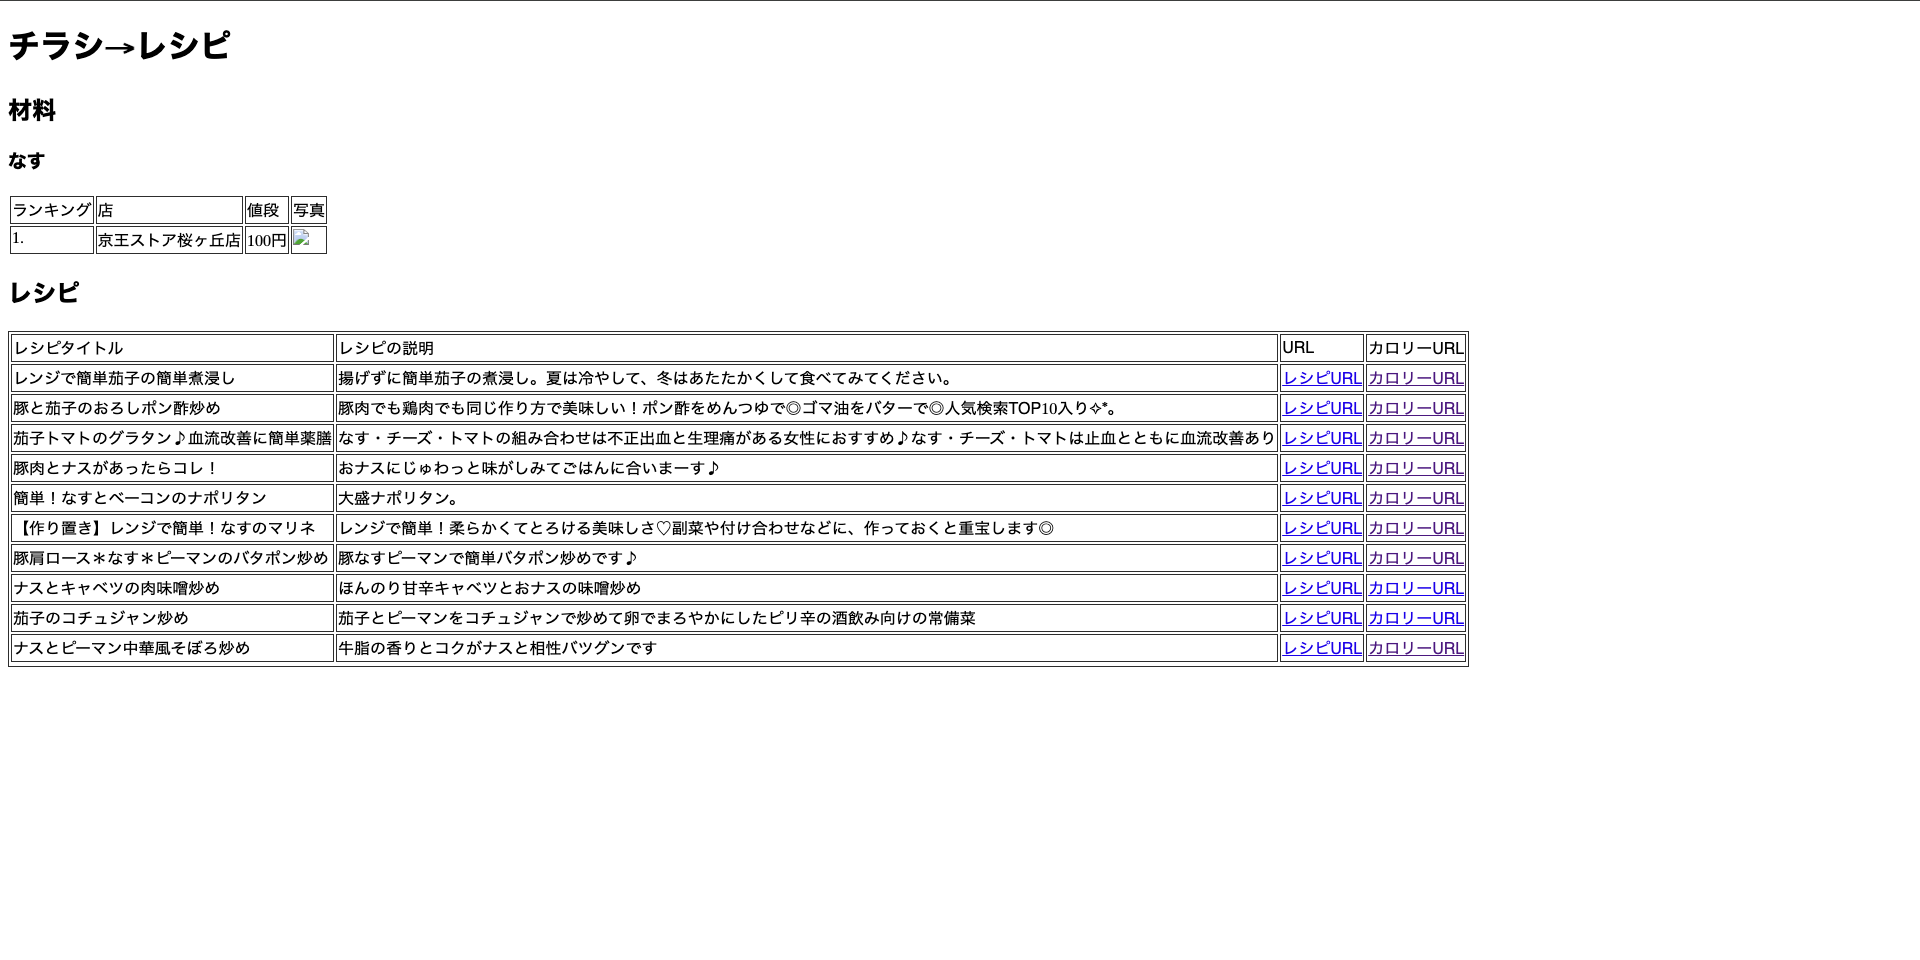 チラシ→レシピ
材料
なす
ランキング 店 値段 写真
1. 京王ストア桜ヶ丘店 100円
レシピ
レシピタイトル レシピの説明 URL カロリーURL
レンジで簡単茄子の簡単煮浸し 揚げずに簡単茄子の煮浸し。夏は冷やして、冬はあたたかくして食べてみてください。 レシピURL カロリーURL
豚と茄子のおろしポン酢炒め 豚肉でも鶏肉でも同じ作り方で美味しい！ポン酢をめんつゆで◎ゴマ油をバターで◎人気検索TOP10入り✧*。 レシピURL カロリーURL
茄子トマトのグラタン♪血流改善に簡単薬膳 なす・チーズ・トマトの組み合わせは不正出血と生理痛がある女性におすすめ♪なす・チーズ・トマトは止血とともに血流改善あり レシピURL カロリーURL
豚肉とナスがあったらコレ！ おナスにじゅわっと味がしみてごはんに合いまーす♪ レシピURL カロリーURL
簡単！なすとベーコンのナポリタン 大盛ナポリタン。 レシピURL カロリーURL
【作り置き】レンジで簡単！なすのマリネ レンジで簡単！柔らかくてとろける美味しさ♡副菜や付け合わせなどに、作っておくと重宝します◎ レシピURL カロリーURL
豚肩ロース＊なす＊ピーマンのバタポン炒め 豚なすピーマンで簡単バタポン炒めです♪ レシピURL カロリーURL
ナスとキャベツの肉味噌炒め ほんのり甘辛キャベツとおナスの味噌炒め レシピURL カロリーURL
茄子のコチュジャン炒め 茄子とピーマンをコチュジャンで炒めて卵でまろやかにしたピリ辛の酒飲み向けの常備菜 レシピURL カロリーURL
ナスとピーマン中華風そぼろ炒め 牛脂の香りとコクがナスと相性バツグンです レシピURL カロリーURL